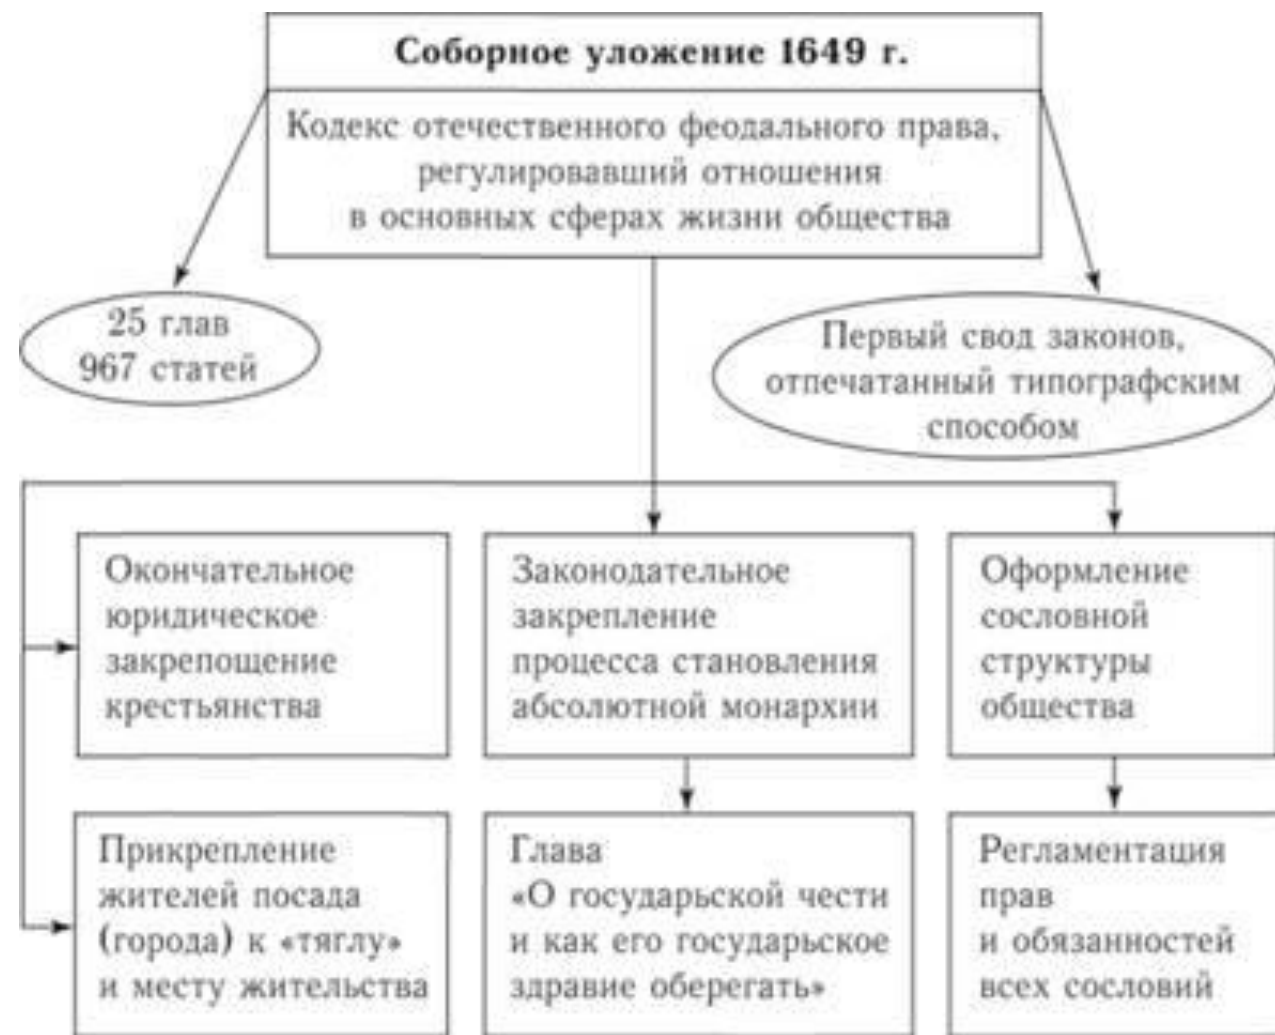 Соборное уложение 1649 г.
Кодекс отечественного феодального права,
регулировавший отношения
в основных сферах жизни общества
25 глав
967 статей
Первый свод законов,
отпечатанный типографским
способом
Окончательное
юридическое
закрепощение
крестьянства
Законодательное
закрепление
процесса становления
абсолютной монархии
Оформление
сословной
структуры
общества
Прикрепление
жителей посада
(города) к «тяглу»
и месту жительства
Глава
«О государьской чести
и как его государьское
здравие оберегать»
Регламентация
прав
и обязанностей
всех сословий